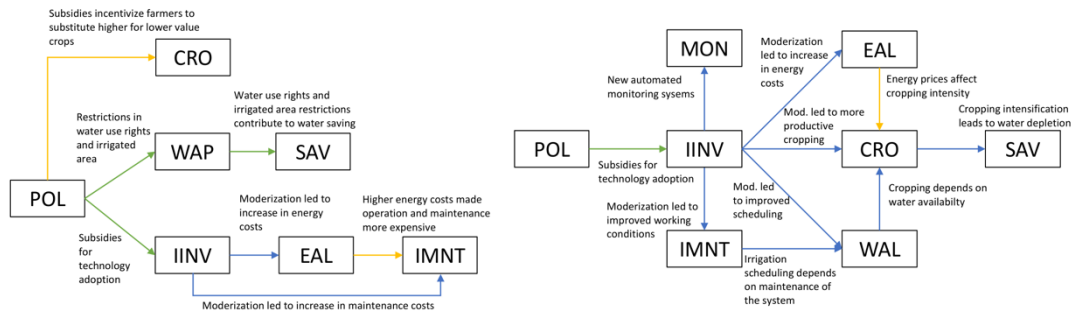 Subsidies incentivize farmers to
substitute higher for lower value
crops
CRO
Restrictions in
water use rights
and irrigated
area
Water use rights and
irrigated area restrictions
contribute to water saving
WAP
SAV
POL
Subsidies
for
technology
adoption
Moderization led to
increase in energy
costs
Higher energy costs made
operation and maintenance
more expensive
IINV
EAL
IMNT
Moderization led to increase in maintenance costs
MON
New automated
monitoring sysems
Moderization
led to increase
in energy
costs
EAL
Energy prices affect
cropping intensity
Mod. led to more
productive
cropping
Cropping intensification
leads to water depletion
POL
Subsidies for
technology adoption
IINV
CRO
SAV
Moderization led to
improved working
conditions
Mod. led
to improved
scheduling
Cropping depends on
water availabilty
IMNT
Irrigation
scheduling depends
on maintenance of
the system
WAL